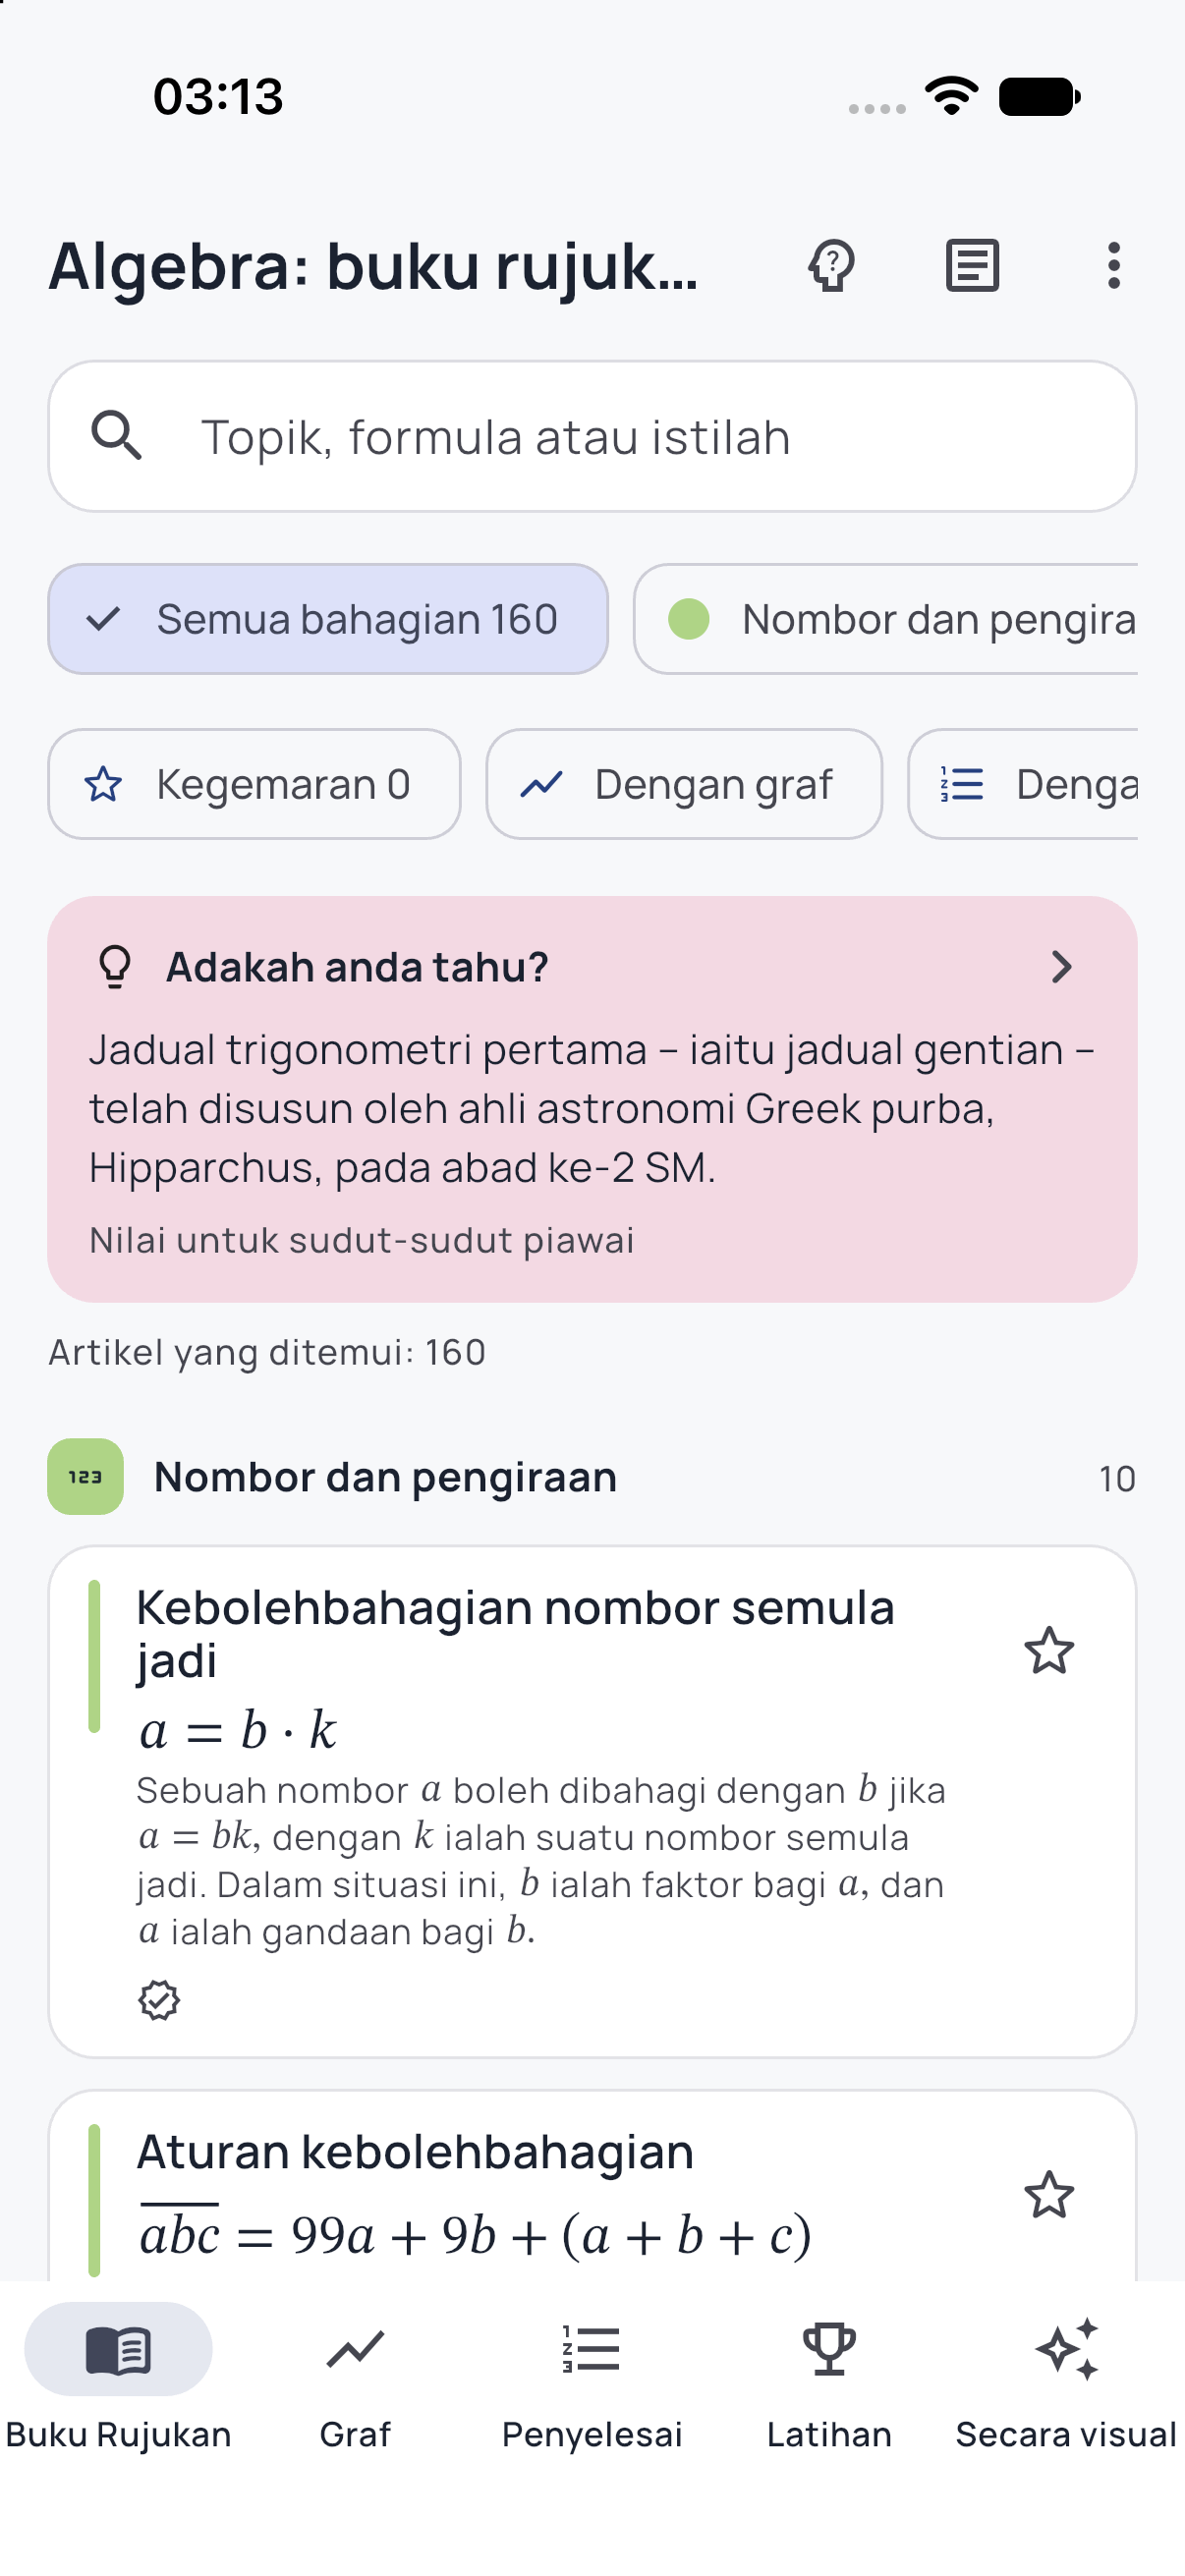 03:13
Algebra: buku rujuk...
Topik, formula atau istilah
Semua bahagian 160
Nombor dan pengira
Kegemaran 0
Dengan graf
Denga
Adakah anda tahu?
Jadual trigonometri pertama – iaitu jadual gentian –
telah disusun oleh ahli astronomi Greek purba,
Hipparchus, pada abad ke-2 SM.
Nilai untuk sudut-sudut piawai
Artikel yang ditemui: 160
123
Nombor dan pengiraan
10
Kebolehbahagian nombor semula
jadi
a = b · k
Sebuah nombor a boleh dibahagi dengan b jika
a = bk, dengan k ialah suatu nombor semula
jadi. Dalam situasi ini, b ialah faktor bagi a, dan
a ialah gandaan bagi b.
Aturan kebolehbahagian
a̅b̅c̅ = 99a + 9b + (a + b + c)
Buku Rujukan
Graf
Penyelesai
Latihan
Secara visual